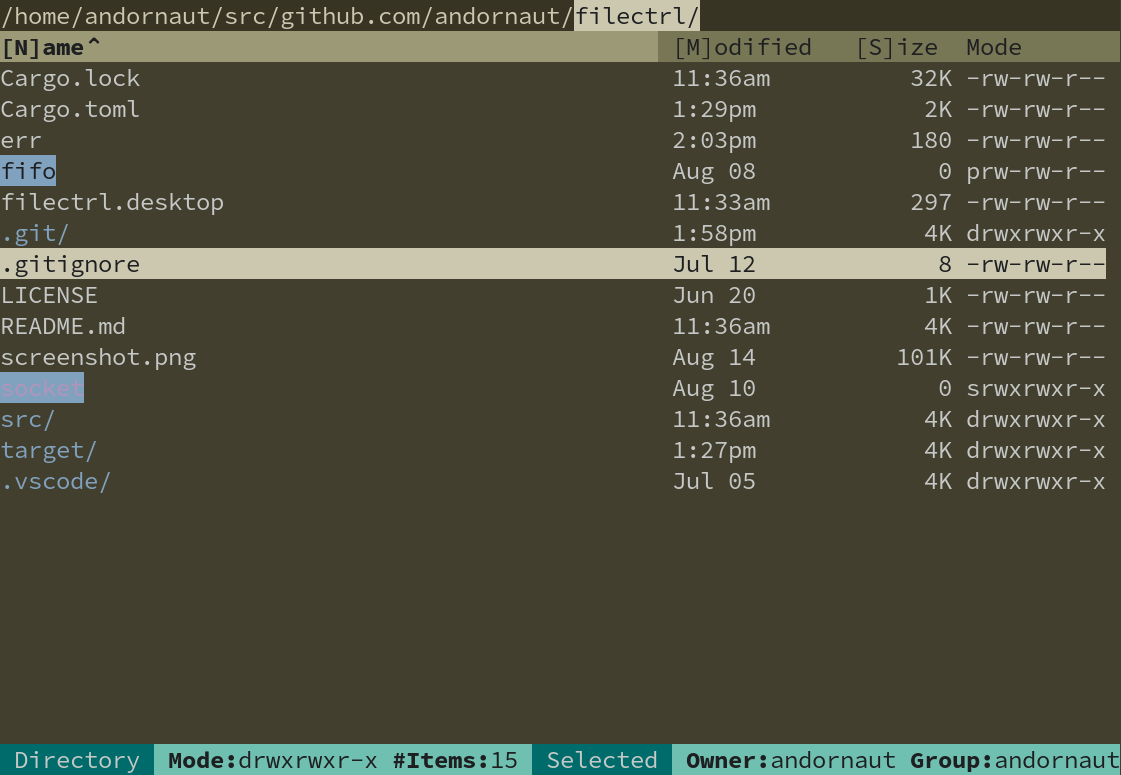 /home/andornaut/src/github.com/andornaut/filectrl/
[N]ame^ [M]odified [S]ize Mode
Cargo.lock 11:36am 32K -rw-rw-r--
Cargo.toml 1:29pm 2K -rw-rw-r--
err 2:03pm 180 -rw-rw-r--
fifo Aug 08 0 prw-rw-r--
filectrl.desktop 11:33am 297 -rw-rw-r--
.git/ 1:58pm 4K drwxrwxr-x
.gitignore Jul 12 8 -rw-rw-r--
LICENSE Jun 20 1K -rw-rw-r--
README.md 11:36am 4K -rw-rw-r--
screenshot.png Aug 14 101K -rw-rw-r--
socket Aug 10 0 srwxrwxr-x
src/ 11:36am 4K drwxrwxr-x
target/ 1:27pm 4K drwxrwxr-x
.vscode/ Jul 05 4K drwxrwxr-x
Directory Mode:drwxrwxr-x #Items:15 Selected Owner:andornaut Group:andornaut